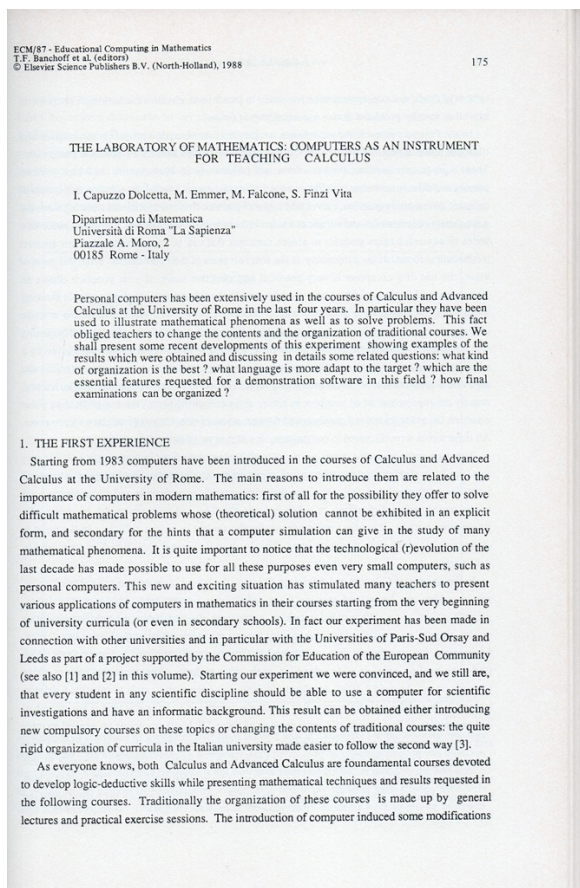 ECM/87 - Educational Computing in Mathematics
T.F. Banchoff et al. (editors)
© Elsevier Science Publishers B.V. (North-Holland), 1988
175
THE LABORATORY OF MATHEMATICS: COMPUTERS AS AN INSTRUMENT
FOR TEACHING CALCULUS
I. Capuzzo Dolcetta, M. Emmer, M. Falcone, S. Finzi Vita
Dipartimento di Matematica
Università di Roma "La Sapienza"
Piazzale A. Moro, 2
00185 Rome - Italy
Personal computers has been extensively used in the courses of Calculus and Advanced
Calculus at the University of Rome in the last four years. In particular they have been
used to illustrate mathematical phenomena as well as to solve problems. This fact
obliged teachers to change the contents and the organization of traditional courses. We
shall present some recent developments of this experiment showing examples of the
results which were obtained and discussing in details some related questions: what kind
of organization is the best ? what language is more adapt to the target ? which are the
essential features requested for a demonstration software in this field ? how final
examinations can be organized ?
1. THE FIRST EXPERIENCE
Starting from 1983 computers have been introduced in the courses of Calculus and Advanced
Calculus at the University of Rome. The main reasons to introduce them are related to the
importance of computers in modern mathematics: first of all for the possibility they offer to solve
difficult mathematical problems whose (theoretical) solution cannot be exhibited in an explicit
form, and secondary for the hints that a computer simulation can give in the study of many
mathematical phenomena. It is quite important to notice that the technological (r)evolution of the
last decade has made possible to use for all these purposes even very small computers, such as
personal computers. This new and exciting situation has stimulated many teachers to present
various applications of computers in mathematics in their courses starting from the very beginning
of university curricula (or even in secondary schools). In fact our experiment has been made in
connection with other universities and in particular with the Universities of Paris-Sud Orsay and
Leeds as part of a project supported by the Commission for Education of the European Community
(see also [1] and [2] in this volume). Starting our experiment we were convinced, and we still are,
that every student in any scientific discipline should be able to use a computer for scientific
investigations and have an informatic background. This result can be obtained either introducing
new compulsory courses on these topics or changing the contents of traditional courses: the quite
rigid organization of curricula in the Italian university made easier to follow the second way [3].
As everyone knows, both Calculus and Advanced Calculus are foundamental courses devoted
to develop logic-deductive skills while presenting mathematical techniques and results requested in
the following courses. Traditionally the organization of these courses is made up by general
lectures and practical exercise sessions. The introduction of computer induced some modifications